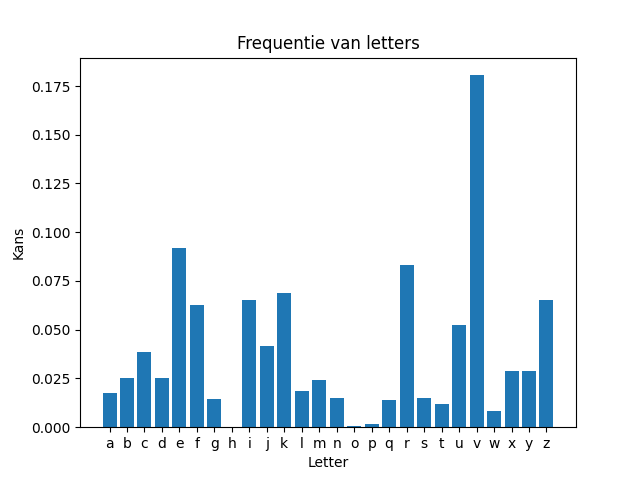 Frequentie van letters
0.175
0.150
0.125
0.100
0.075
0.050
0.025
0.000
Kans
a b c d e f g h i j k l m n o p q r s t u v w x y z
Letter